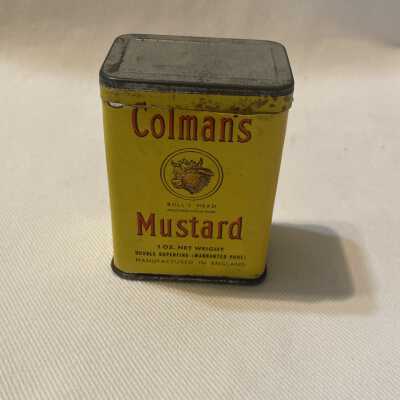 Colman's
BULL'S HEAD
Mustard
1 OZ. NET WEIGHT
DOUBLE SUPERFINE (WARRANTED PURE)
MANUFACTURED IN ENGLAND